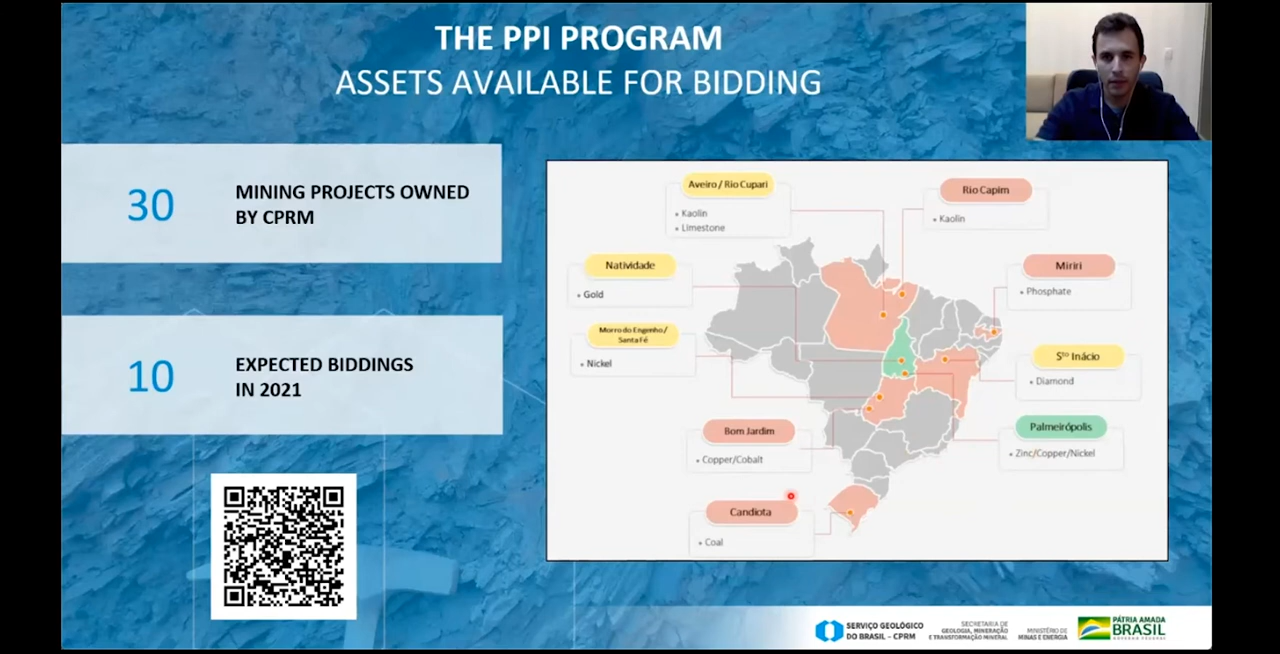 THE PPI PROGRAM
ASSETS AVAILABLE FOR BIDDING
30
MINING PROJECTS OWNED
BY CPRM
10
EXPECTED BIDDINGS
IN 2021
Aveiro / Rio Cupari
• Kaolin
• Limestone
Rio Capim
• Kaolin
Natividade
• Gold
Miriri
• Phosphate
Morro do Engenho /
Santa Fé
• Nickel
Sto Inácio
• Diamond
Bom Jardim
• Copper/Cobalt
Palmeirópolis
• Zinc/Copper/Nickel
Candiota
• Coal
SERVIÇO GEOLÓGICO
DO BRASIL – CPRM
SECRETARIA DE
GEOLOGIA, MINERAÇÃO
E TRANSFORMAÇÃO MINERAL
MINISTÉRIO DE
MINAS E ENERGIA
PÁTRIA AMADA
BRASIL
GOVERNO FEDERAL